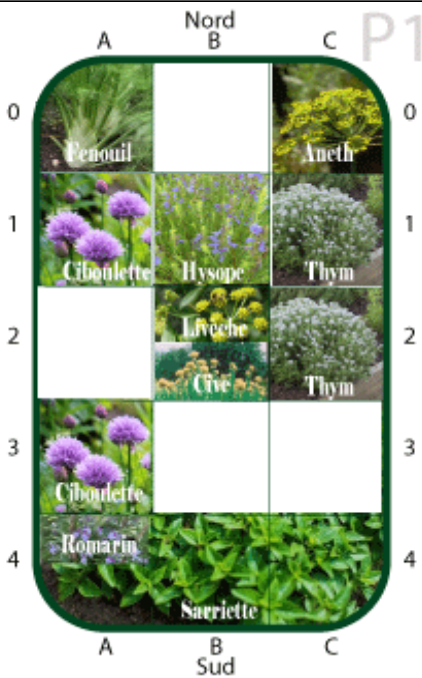 Nord
A B C P1
0 Fenouil Aneth 0
1 Ciboulette Hysope Thym 1
Livèche
2 Thym 2
Cive
3 Ciboulette 3
Romarin
4 4
Sarriette
A B C
Sud